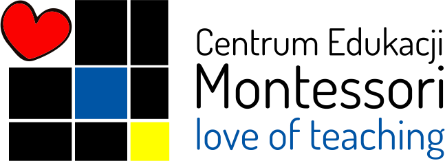 Centrum Edukacji
Montessori
love of teaching